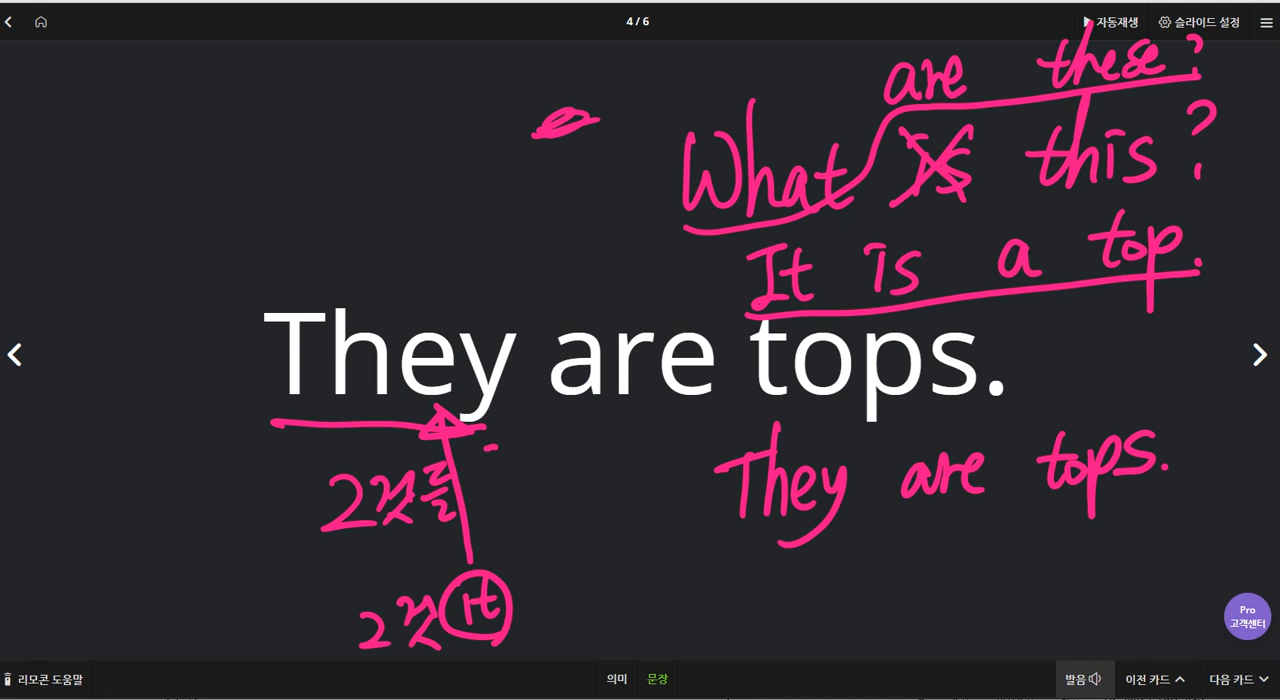 4 / 6
자동재생
슬라이드 설정
are these?
What is this?
It is a top.
They are tops.
They are tops.
그것들
그것 it
Pro
고객센터
리모콘 도움말
의미
문장
발음
이전 카드
다음 카드